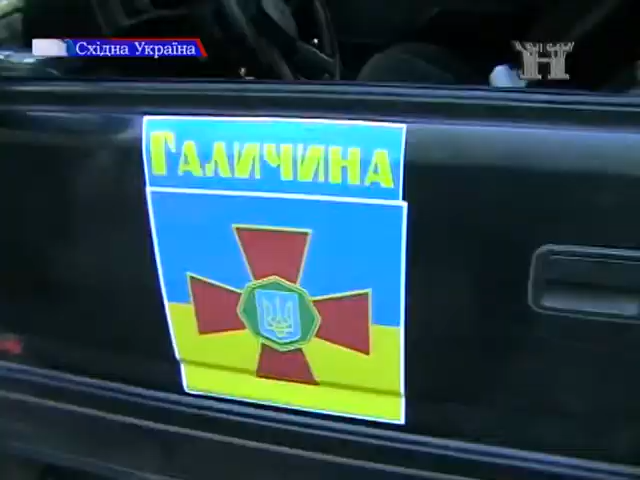 Східна Україна
Н
Галичина